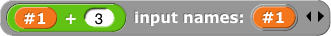 #1 + 3 input names: #1